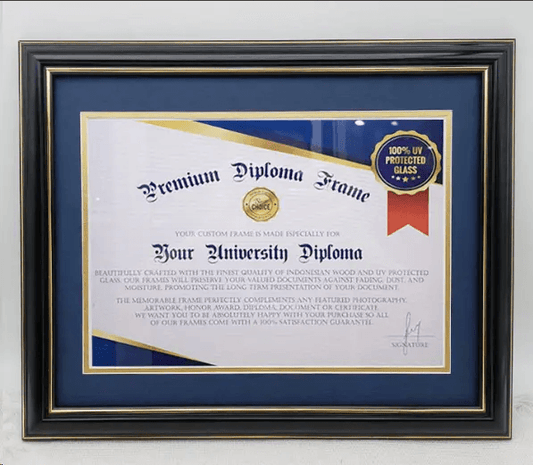 Premium Diploma Frame
100% UV
PROTECTED
GLASS
CHOICE
YOUR CUSTOM FRAME IS MADE ESPECIALLY FOR
Your University Diploma
BEAUTIFULLY CRAFTED WITH THE FINEST QUALITY OF INDONESIAN WOOD AND UV PROTECTED
GLASS. OUR FRAMES WILL PRESERVE YOUR VALUED DOCUMENTS AGAINST FADING, DUST, AND
MOISTURE, PROMOTING THE LONG TERM PRESENTATION OF YOUR DOCUMENT.
THE MEMORABLE FRAME PERFECTLY COMPLEMENTS ANY FEATURED PHOTOGRAPHY,
ARTWORK, HONOR AWARD, DIPLOMA, DOCUMENT OR CERTIFICATE.
WE WANT YOU TO BE ABSOLUTELY HAPPY WITH YOUR PURCHASE SO ALL
OF OUR FRAMES COME WITH A 100% SATISFACTION GUARANTEE.
SIGNATURE